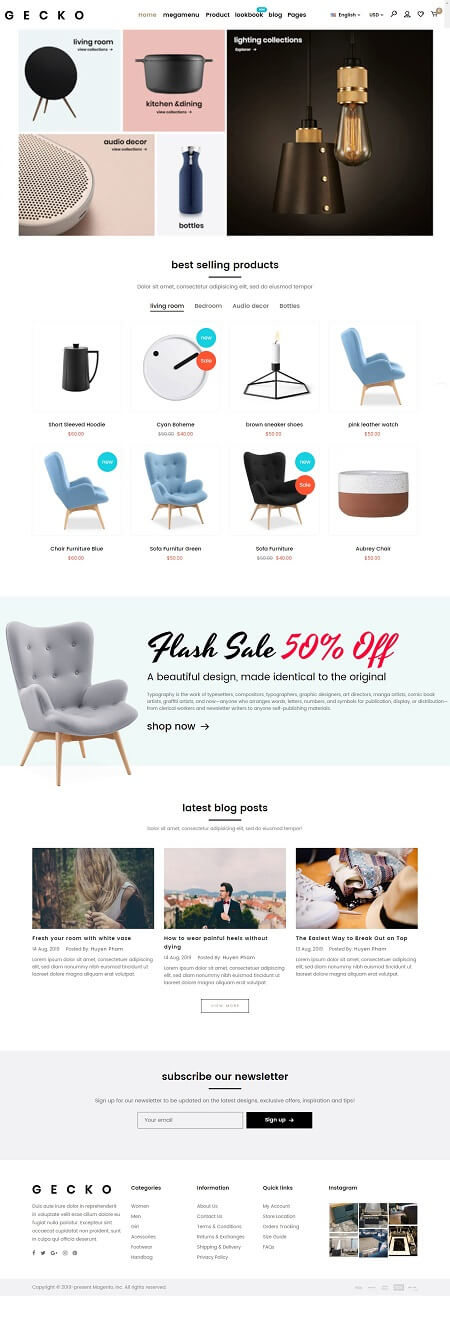 GECKO
Home megamenu Product lookbook blog Pages
English USD
living room
view collections
kitchen &dining
view collections
lighting collections
Explorer
audio decor
view collections
bottles
best selling products
Dolor sit amet, consectetur adipisicing elit, sed do eiusmod tempor
living room Bedroom Audio decor Bottles
new
Sale
Short Sleeved Hoodie
$60.00
Cyan Boheme
$50.00 $40.00
brown sneaker shoes
$50.00
pink leather watch
$50.00
new
new
Sale
Chair Furniture Blue
$60.00
Sofa Furnitur Green
$50.00
Sofa Furniture
$50.00 $40.00
Aubrey Chair
$50.00
Flash Sale 50% Off
A beautiful design, made identical to the original
Typography is the work of typesetters, compositors, typographers, graphic designers, art directors, manga artists, comic book
artists, graffiti artists, and now—anyone who arranges words, letters, numbers, and symbols for publication, display, or distribution—
from clerical workers and newsletter writers to anyone self-publishing materials.
shop now →
latest blog posts
Dolor sit amet, consectetur adipisicing elit, sed do eiusmod tempor!
Fresh your room with white vase
14 Aug, 2019 Posted By: Huyen Pham
Lorem ipsum dolor sit amet, consectetuer adipiscing
elit, sed diam nonummy nibh euismod tincidunt ut
laoreet dolore magna aliquam.
How to wear painful heels without
dying
14 Aug, 2019 Posted By: Huyen Pham
Lorem ipsum dolor sit amet, consectetuer adipiscing
elit, sed diam nonummy nibh euismod tincidunt ut
laoreet dolore magna aliquam.
The Easiest Way to Break Out on Top
13 Aug, 2019 Posted By: Huyen Pham
Lorem ipsum dolor sit amet, consectetuer adipiscing
elit, sed diam nonummy nibh euismod tincidunt ut
laoreet dolore magna aliquam.
VIEW MORE
subscribe our newsletter
Sign up for our newsletter to be updated on the latest designs, exclusive offers, inspiration and tips!
Your email
Sign up →
GECKO
Duis aute irure dolor in reprehenderit
in voluptate velit esse cillum dolore eu
fugiat nulla pariatur. Excepteur sint
occaecat cupidatat non proident, sunt
in culpa qui officia deserunt.
Categories
Women
Men
Girl
Acessories
Footwear
Handbag
Information
About Us
Contact Us
Terms & Conditions
Returns & Exchanges
Shipping & Delivery
Privacy Policy
Quick links
My Account
Store Location
Orders Tracking
Size Guide
FAQs
Instagram
Copyright © 2019-present Magento, Inc. All rights reserved.